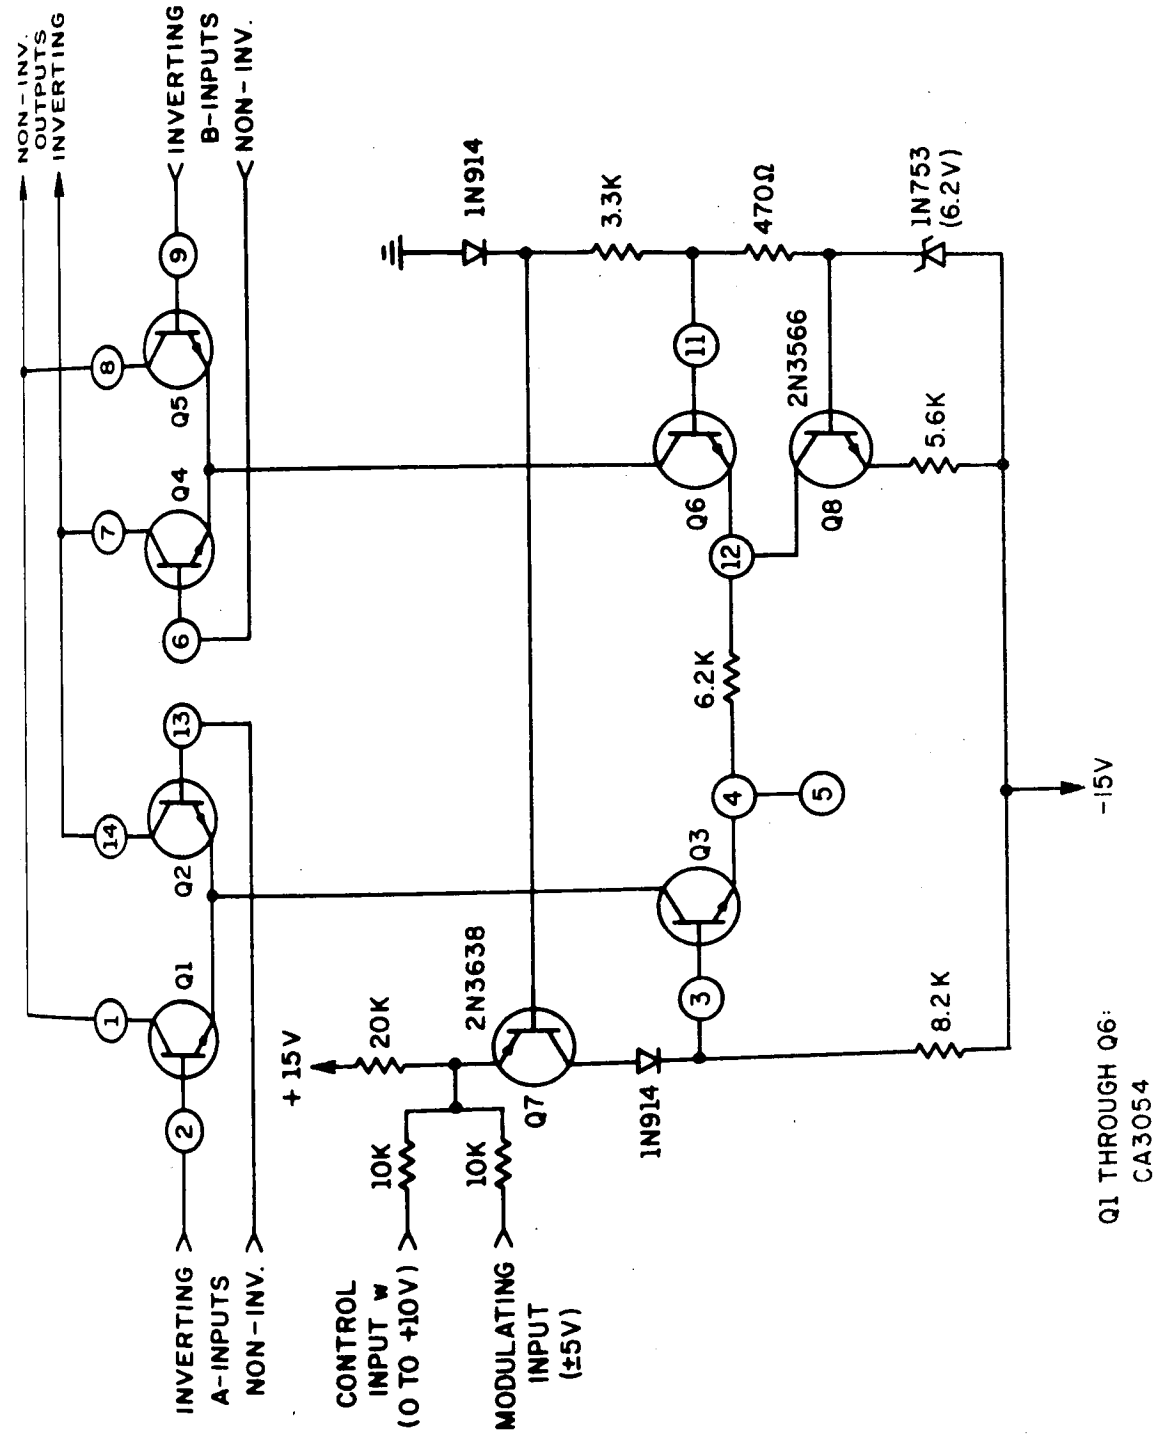 NON-INV.
OUTPUTS
INVERTING
INVERTING
B-INPUTS
NON-INV.
9
8
Q5
7
Q4
6
13
14
Q2
1
Q1
2
INVERTING
A-INPUTS
NON-INV.
1N914
3.3K
470Ω
1N753
(6.2V)
11
2N3566
Q6
12
Q8
5.6K
6.2K
4
5
Q3
3
8.2K
-15V
2N3638
Q7
1N914
+15V
20K
10K
10K
CONTROL
INPUT w
(0 TO +10V)
MODULATING
INPUT
(±5V)
Q1 THROUGH Q6:
CA3054